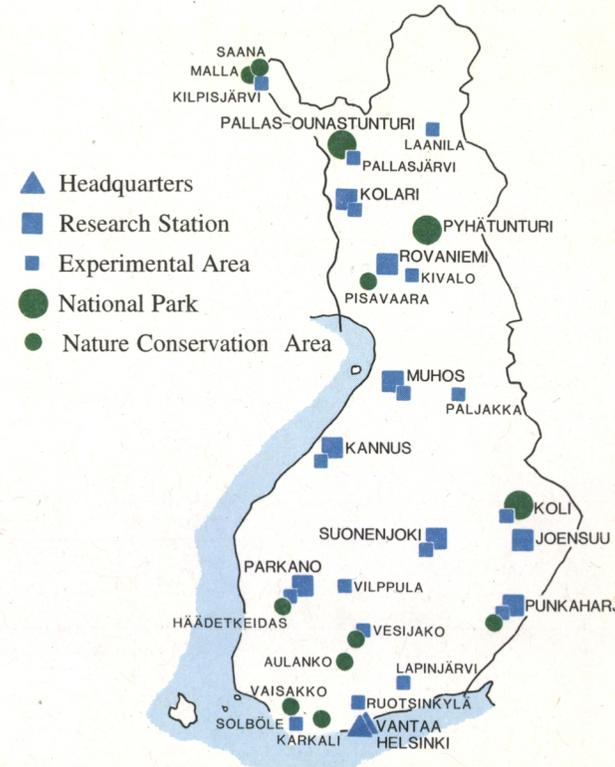 SAANA
MALLA
KILPISJÄRVI
PALLAS-OUNASTUNTURI
LAANILA
PALLASJÄRVI
Headquarters
KOLARI
Research Station
PYHÄTUNTURI
Experimental Area
ROVANIEMI
KIVALO
National Park
PISAVAARA
Nature Conservation Area
MUHOS
PALJAKKA
KANNUS
KOLI
SUONENJOKI
JOENSUU
PARKANO
VILPPULA
PUNKAHARJ
HÄÄDETKEIDAS
VESIJAKO
AULANKO
LAPINJÄRVI
VAISAKKO
RUOTSINKYLÄ
SOLBÖLE
VANTAA
KARKALI
HELSINKI